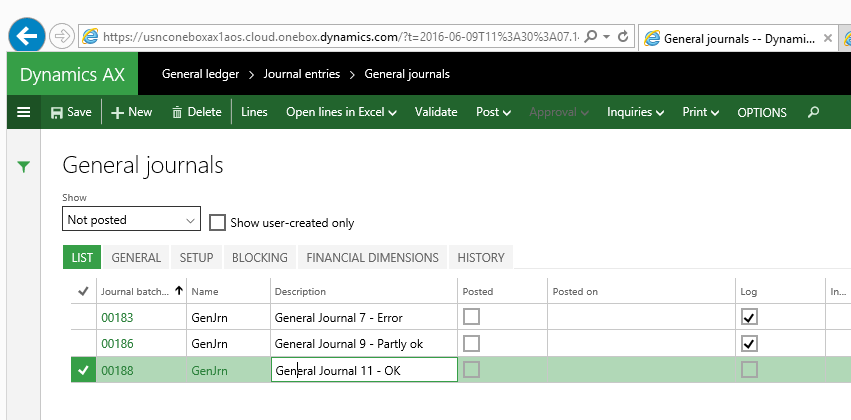 https://usnconeboxax1aos.cloud.onebox.dynamics.com/?t=2016-06-09T11%3A30%3A07.1
General journals -- Dynami...
Dynamics AX
General ledger > Journal entries > General journals
Save
New
Delete
Lines
Open lines in Excel
Validate
Post
Approval
Inquiries
Print
OPTIONS
General journals
Show
Not posted
Show user-created only
LIST GENERAL SETUP BLOCKING FINANCIAL DIMENSIONS HISTORY
Journal batch... Name Description Posted Posted on Log In...
00183 GenJrn General Journal 7 - Error
00186 GenJrn General Journal 9 - Partly ok
00188 GenJrn General Journal 11 - OK